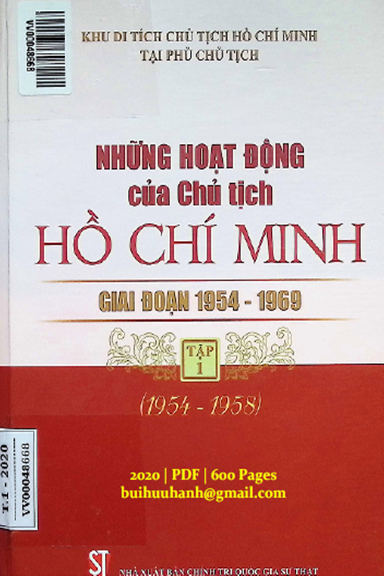 VV00048668
KHU DI TÍCH CHỦ TỊCH HỒ CHÍ MINH
TẠI PHỦ CHỦ TỊCH
NHỮNG HOẠT ĐỘNG
của Chủ tịch
HỒ CHÍ MINH
GIAI ĐOẠN 1954 - 1969
TẬP
1
(1954 - 1958)
2020 | PDF | 600 Pages
buihuuhanh@gmail.com
T.1 - 2020
VV00048668
ST
NHÀ XUẤT BẢN CHÍNH TRỊ QUỐC GIA SỰ THẬT